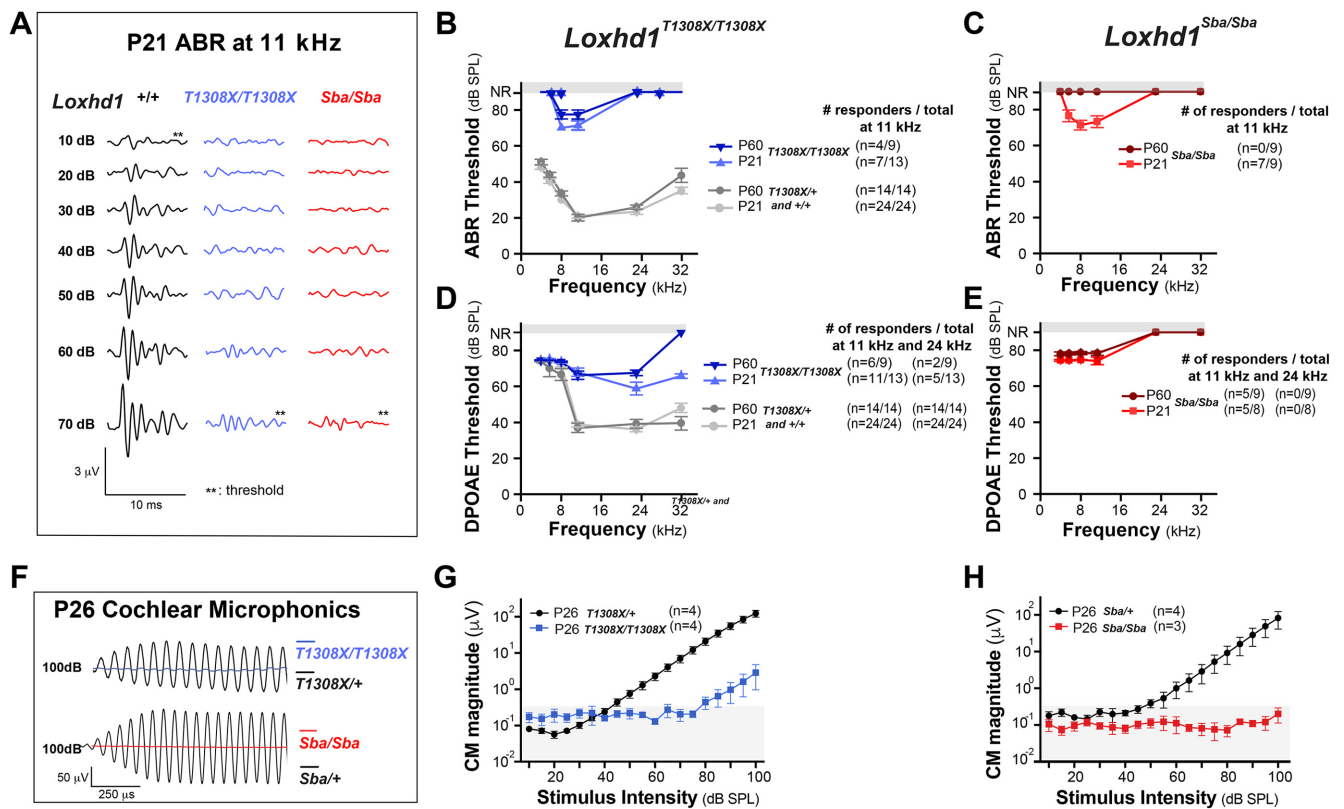 A
P21 ABR at 11 kHz
Loxhd1 +/+ T1308X/T1308X Sba/Sba
10 dB **
20 dB
30 dB
40 dB
50 dB
60 dB
70 dB ** **
3 μV
10 ms
**: threshold
B
Loxhd1 T1308X/T1308X
ABR Threshold (dB SPL)
NR
80
60
40
20
0
0 8 16 24 32
Frequency (kHz)
# responders / total
at 11 kHz
P60 T1308X/T1308X (n=4/9)
P21 (n=7/13)
P60 T1308X/+ (n=14/14)
P21 and +/+ (n=24/24)
C
Loxhd1 Sba/Sba
ABR Threshold (dB SPL)
NR
80
60
40
20
0
0 8 16 24 32
Frequency (kHz)
# of responders / total
at 11 kHz
P60 Sba/Sba (n=0/9)
P21 (n=7/9)
D
DPOAE Threshold (dB SPL)
NR
80
60
40
20
0
0 8 16 24 32
T1308X/+ and
Frequency (kHz)
# of responders / total
at 11 kHz and 24 kHz
P60 T1308X/T1308X (n=6/9) (n=2/9)
P21 (n=11/13) (n=5/13)
P60 T1308X/+ (n=14/14) (n=14/14)
P21 and +/+ (n=24/24) (n=24/24)
E
DPOAE Threshold (dB SPL)
NR
80
60
40
20
0
0 8 16 24 32
Frequency (kHz)
# of responders / total
at 11 kHz and 24 kHz
P60 Sba/Sba (n=5/9) (n=0/9)
P21 (n=5/8) (n=0/8)
F
P26 Cochlear Microphonics
100dB
T1308X/T1308X
T1308X/+
100dB
Sba/Sba
Sba/+
50 μV
250 μs
G
CM magnitude (μV)
10²
10¹
10⁰
10⁻¹
10⁻²
20 40 60 80 100
Stimulus Intensity (dB SPL)
P26 T1308X/+ (n=4)
P26 T1308X/T1308X (n=4)
H
CM magnitude (μV)
10²
10¹
10⁰
10⁻¹
10⁻²
20 40 60 80 100
Stimulus Intensity (dB SPL)
P26 Sba/+ (n=4)
P26 Sba/Sba (n=3)